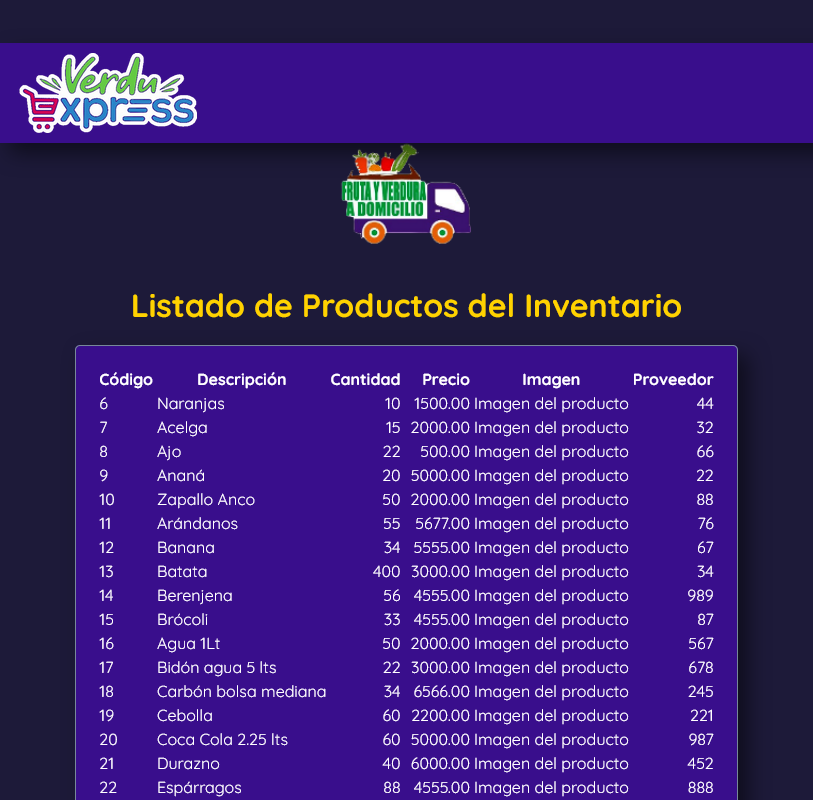 Verdu
express
FRUTA Y VERDURA
A DOMICILIO
Listado de Productos del Inventario
Código Descripción Cantidad Precio Imagen Proveedor
6 Naranjas 10 1500.00 Imagen del producto 44
7 Acelga 15 2000.00 Imagen del producto 32
8 Ajo 22 500.00 Imagen del producto 66
9 Ananá 20 5000.00 Imagen del producto 22
10 Zapallo Anco 50 2000.00 Imagen del producto 88
11 Arándanos 55 5677.00 Imagen del producto 76
12 Banana 34 5555.00 Imagen del producto 67
13 Batata 400 3000.00 Imagen del producto 34
14 Berenjena 56 4555.00 Imagen del producto 989
15 Brócoli 33 4555.00 Imagen del producto 87
16 Agua 1Lt 50 2000.00 Imagen del producto 567
17 Bidón agua 5 lts 22 3000.00 Imagen del producto 678
18 Carbón bolsa mediana 34 6566.00 Imagen del producto 245
19 Cebolla 60 2200.00 Imagen del producto 221
20 Coca Cola 2.25 lts 60 5000.00 Imagen del producto 987
21 Durazno 40 6000.00 Imagen del producto 452
22 Espárragos 88 4555.00 Imagen del producto 888